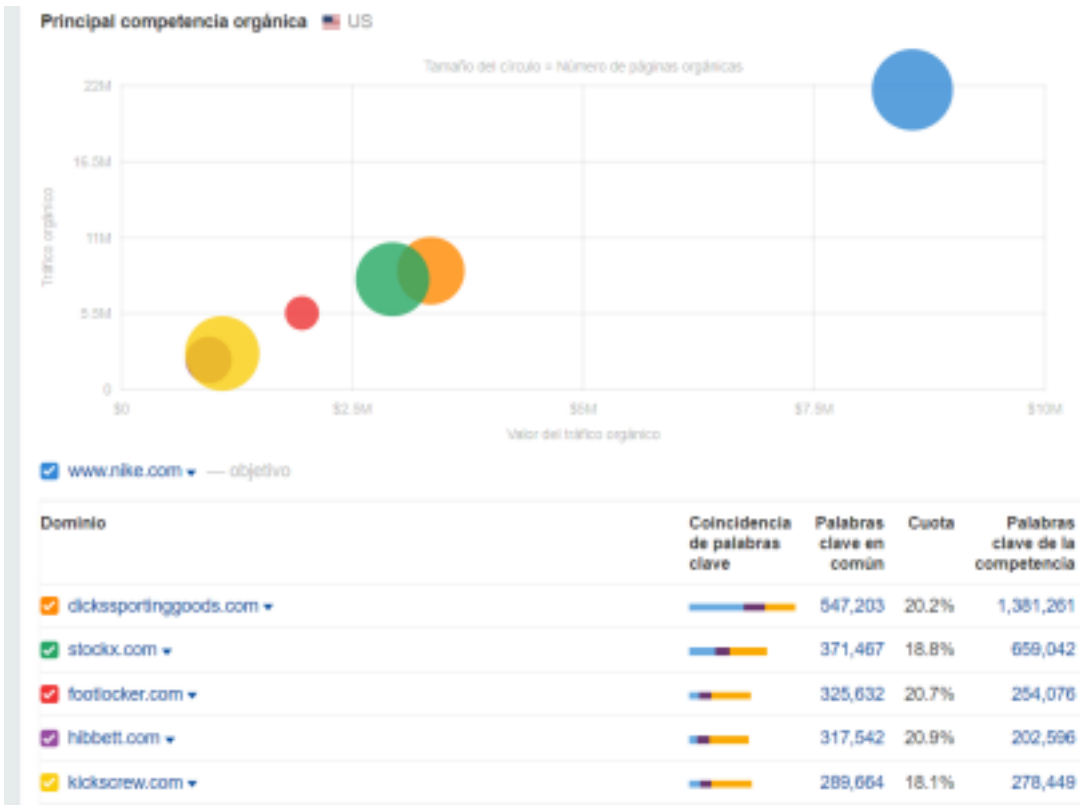 Principal competencia orgánica US
Tamaño del círculo = Número de páginas orgánicas
22M
16.5M
11M
5.5M
0
Tráfico orgánico
$0 $2.5M $5M $7.5M $10M
Valor del tráfico orgánico
www.nike.com — objetivo
Dominio Coincidencia de palabras clave Palabras clave en común Cuota Palabras clave de la competencia
dickssportinggoods.com 547,203 20.2% 1,381,261
stockx.com 371,467 18.8% 659,042
footlocker.com 325,632 20.7% 254,076
hibbett.com 317,542 20.9% 202,596
kickscrew.com 289,664 18.1% 278,449